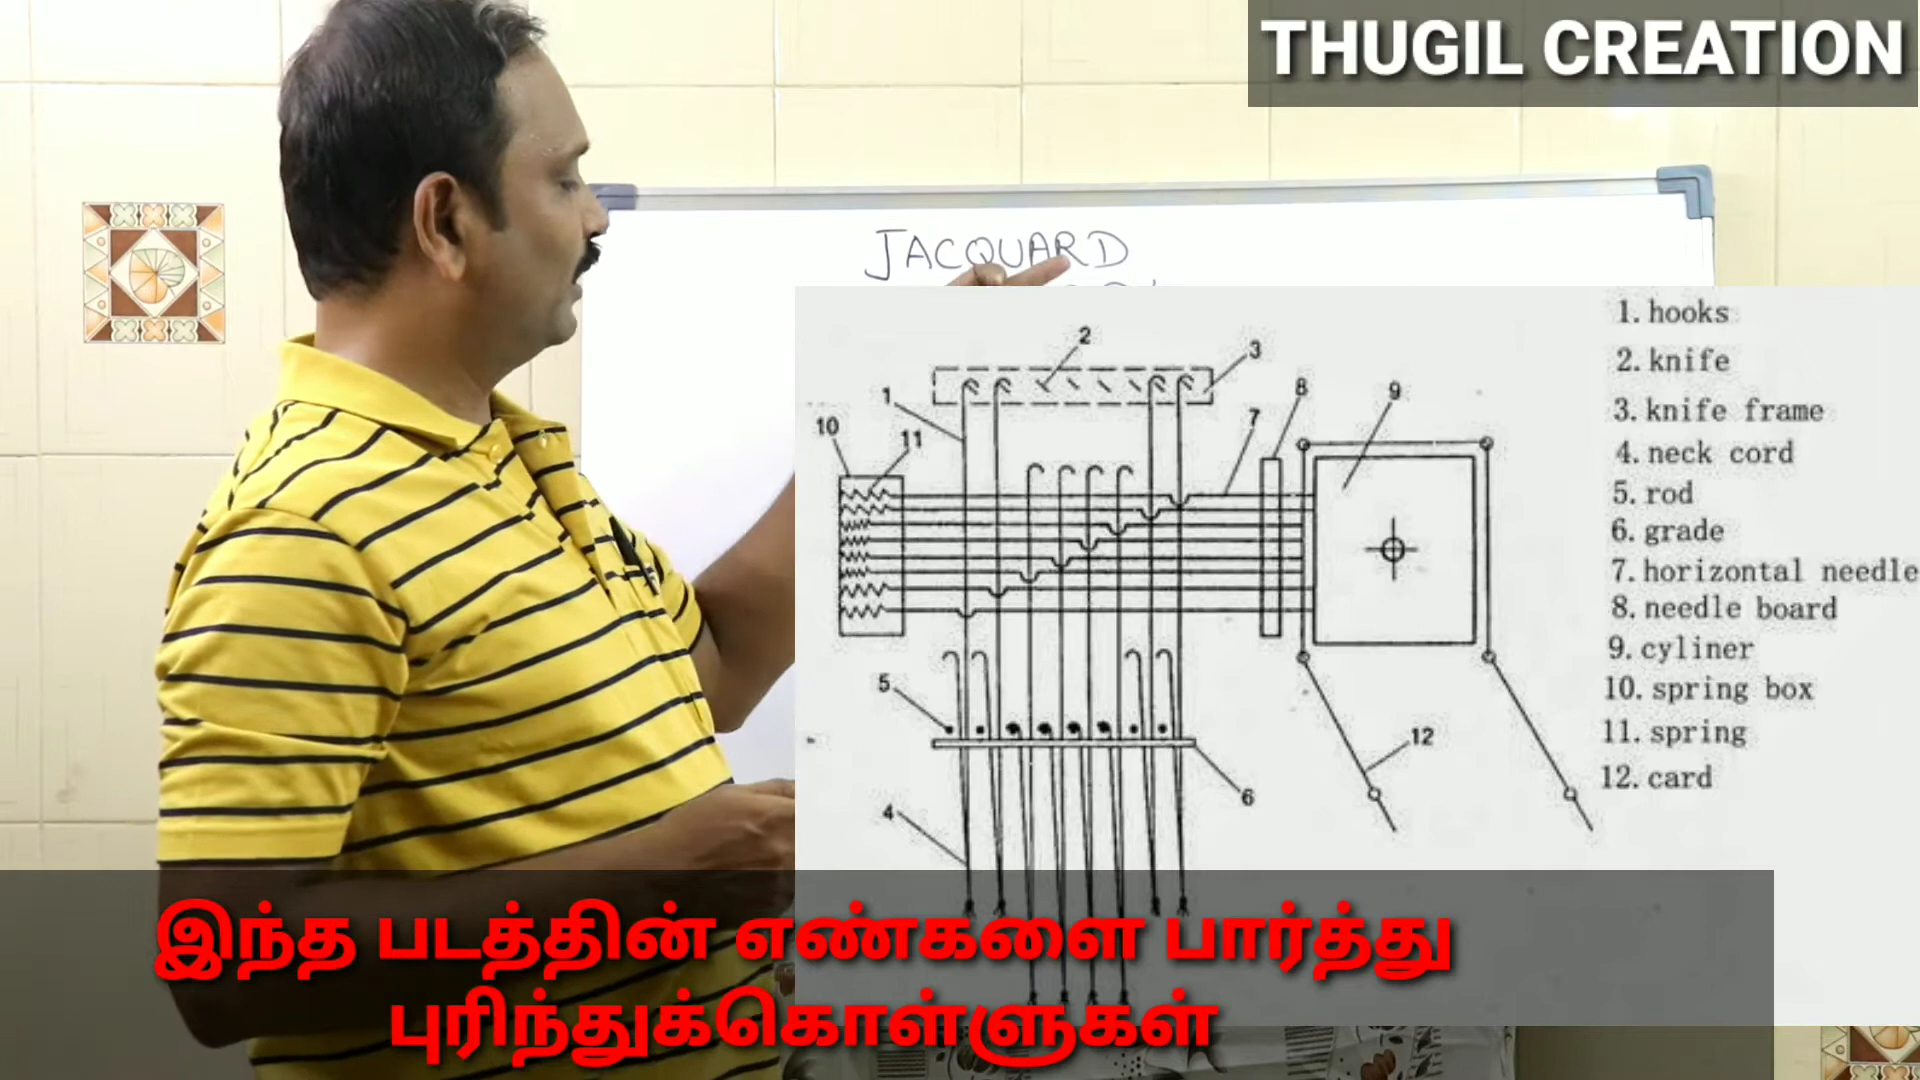 THUGIL CREATION
JACQUARD
1. hooks
2. knife
3. knife frame
4. neck cord
5. rod
6. grade
7. horizontal needle
8. needle board
9. cyliner
10. spring box
11. spring
12. card
2
3
1
8
9
7
10
11
5
12
6
4
இந்த படத்தின் எண்களை பார்த்து
புரிந்துக்கொள்ளுகள்